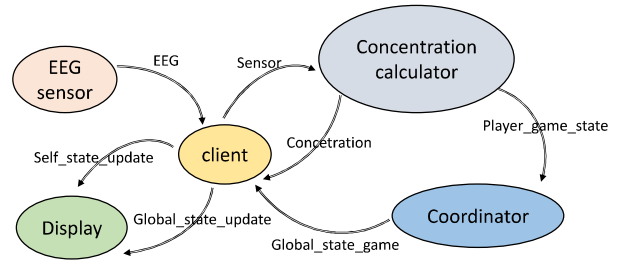 Concentration
calculator
EEG
sensor
EEG
Sensor
Player_game_state
Concetration
client
Self_state_update
Display
Global_state_update
Global_state_game
Coordinator